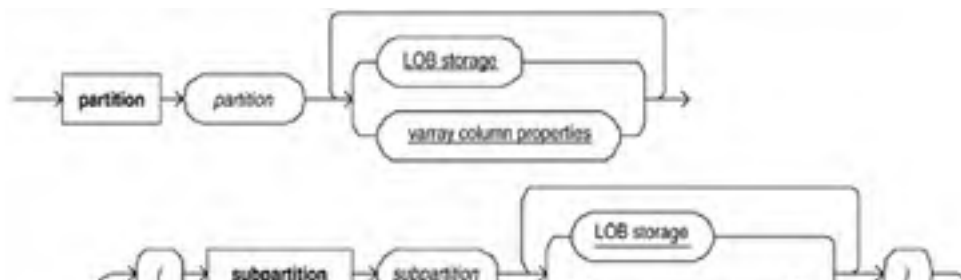 LOB storage
partition partition
varray column properties
LOB storage
( subpartition subpartition )